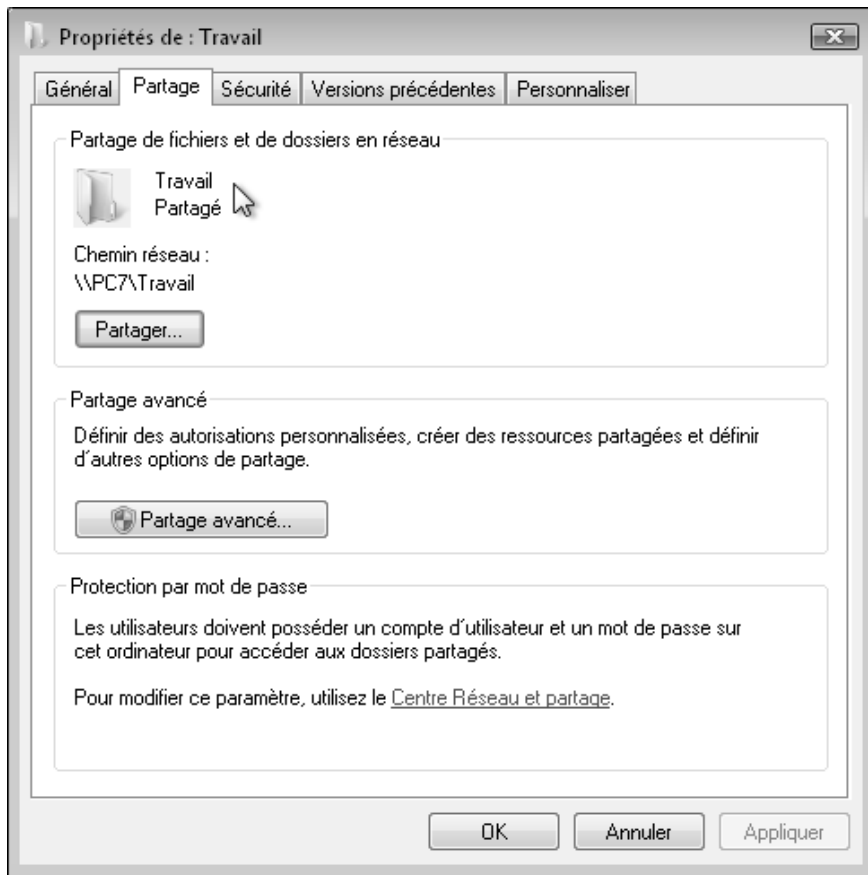 Propriétés de : Travail
Général Partage Sécurité Versions précédentes Personnaliser
Partage de fichiers et de dossiers en réseau
Travail
Partagé
Chemin réseau :
\\PC7\Travail
Partager...
Partage avancé
Définir des autorisations personnalisées, créer des ressources partagées et définir
d'autres options de partage.
Partage avancé...
Protection par mot de passe
Les utilisateurs doivent posséder un compte d'utilisateur et un mot de passe sur
cet ordinateur pour accéder aux dossiers partagés.
Pour modifier ce paramètre, utilisez le Centre Réseau et partage.
OK Annuler Appliquer